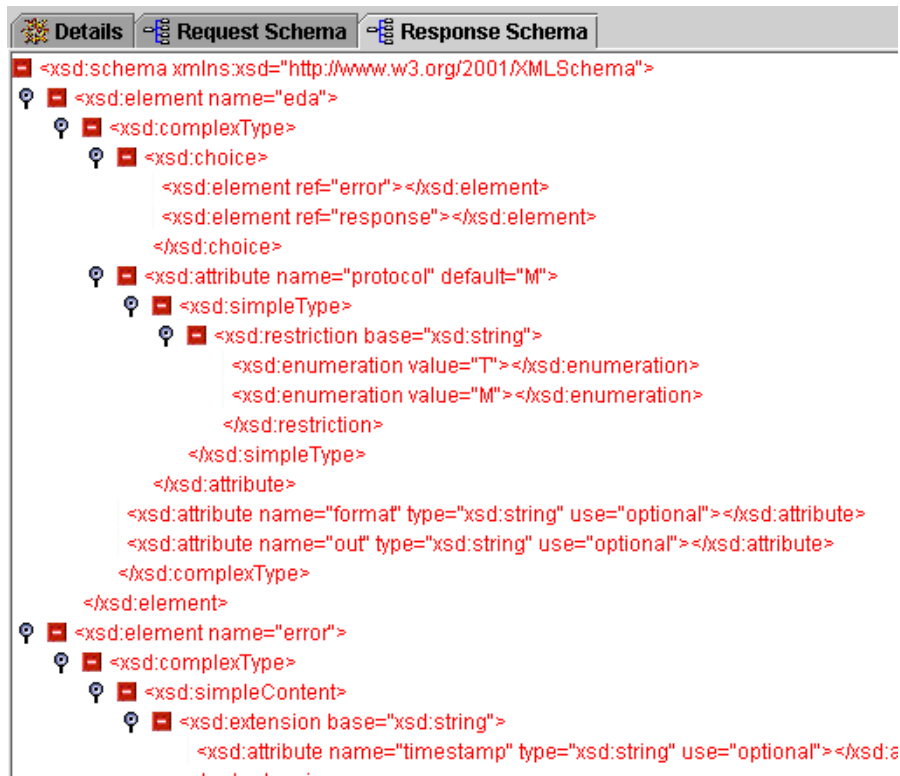 Details Request Schema Response Schema
<xsd:schema xmlns:xsd="http://www.w3.org/2001/XMLSchema">
<xsd:element name="eda">
<xsd:complexType>
<xsd:choice>
<xsd:element ref="error"></xsd:element>
<xsd:element ref="response"></xsd:element>
</xsd:choice>
<xsd:attribute name="protocol" default="M">
<xsd:simpleType>
<xsd:restriction base="xsd:string">
<xsd:enumeration value="T"></xsd:enumeration>
<xsd:enumeration value="M"></xsd:enumeration>
</xsd:restriction>
</xsd:simpleType>
</xsd:attribute>
<xsd:attribute name="format" type="xsd:string" use="optional"></xsd:attribute>
<xsd:attribute name="out" type="xsd:string" use="optional"></xsd:attribute>
</xsd:complexType>
</xsd:element>
<xsd:element name="error">
<xsd:complexType>
<xsd:simpleContent>
<xsd:extension base="xsd:string">
<xsd:attribute name="timestamp" type="xsd:string" use="optional"></xsd:a